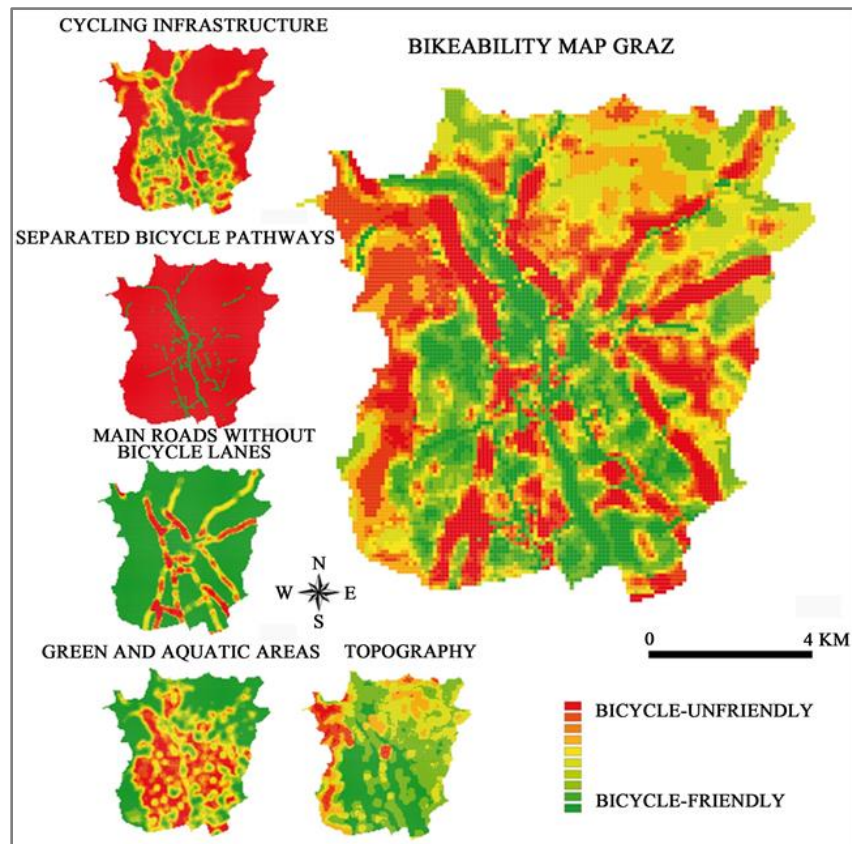 CYCLING INFRASTRUCTURE
BIKEABILITY MAP GRAZ
SEPARATED BICYCLE PATHWAYS
MAIN ROADS WITHOUT
BICYCLE LANES
N
W E
S
GREEN AND AQUATIC AREAS
TOPOGRAPHY
0 4 KM
BICYCLE-UNFRIENDLY
BICYCLE-FRIENDLY